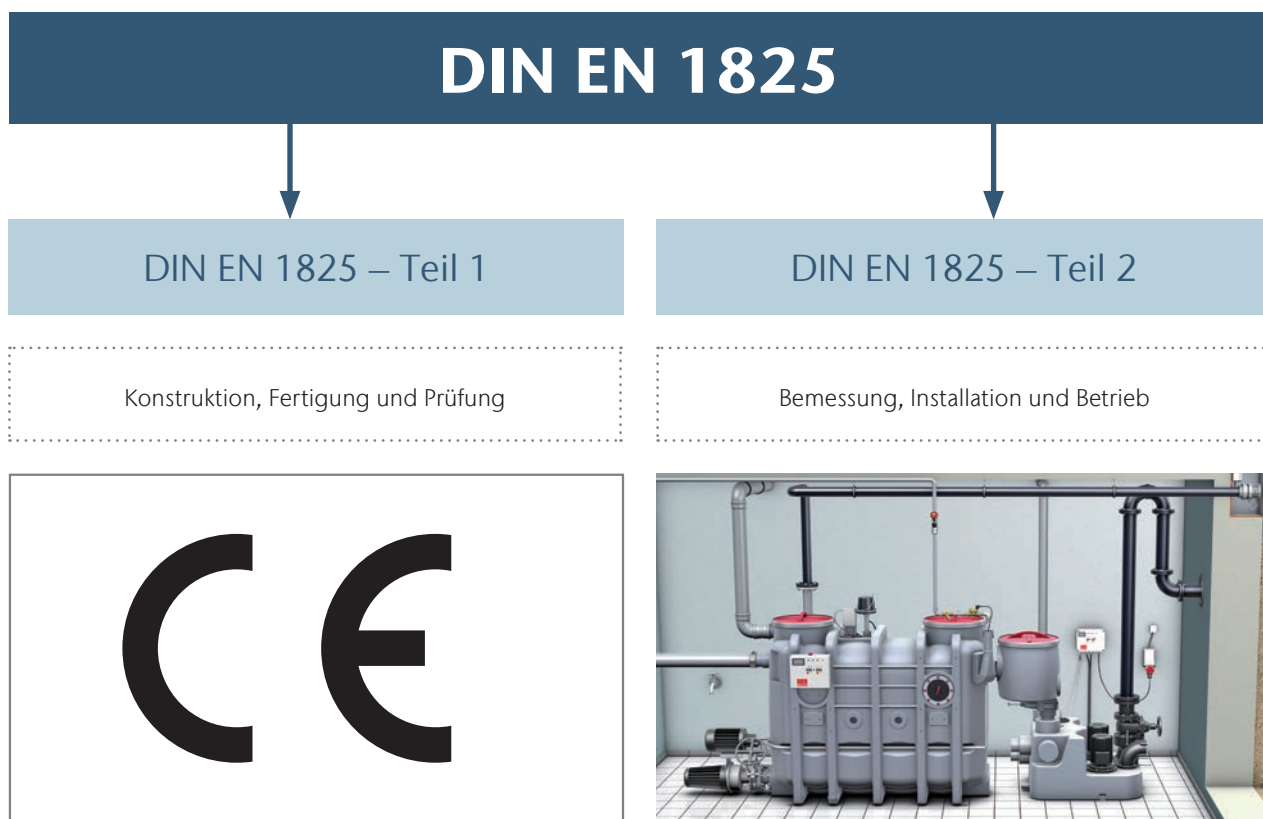 DIN EN 1825
DIN EN 1825 – Teil 1
DIN EN 1825 – Teil 2
Konstruktion, Fertigung und Prüfung
Bemessung, Installation und Betrieb
CE